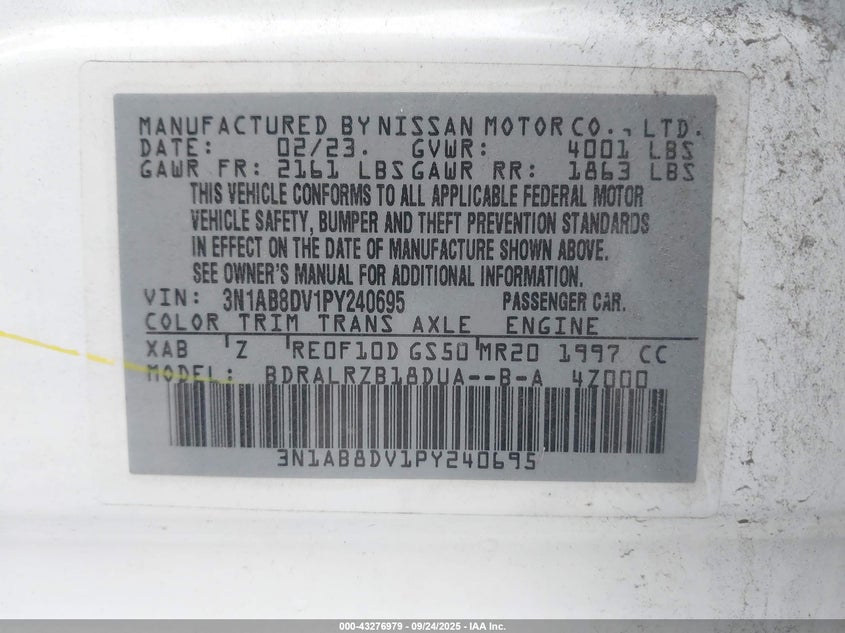 MANUFACTURED BY NISSAN MOTOR CO., LTD.
DATE: 02/23. GVWR: 4001 LBS
GAWR FR: 2161 LBS GAWR RR: 1863 LBS
THIS VEHICLE CONFORMS TO ALL APPLICABLE FEDERAL MOTOR
VEHICLE SAFETY, BUMPER AND THEFT PREVENTION STANDARDS
IN EFFECT ON THE DATE OF MANUFACTURE SHOWN ABOVE.
SEE OWNER'S MANUAL FOR ADDITIONAL INFORMATION
VIN: 3N1AB8DV1PY240695 PASSENGER CAR.
COLOR TRIM TRANS AXLE ENGINE
XAB Z RE0F10D GS50 MR20 1997 CC
MODEL: BDRALRZB18DUA--B-A 4Z000
3N1AB8DV1PY240695
000-43276979 - 09/24/2025 - IAA Inc.